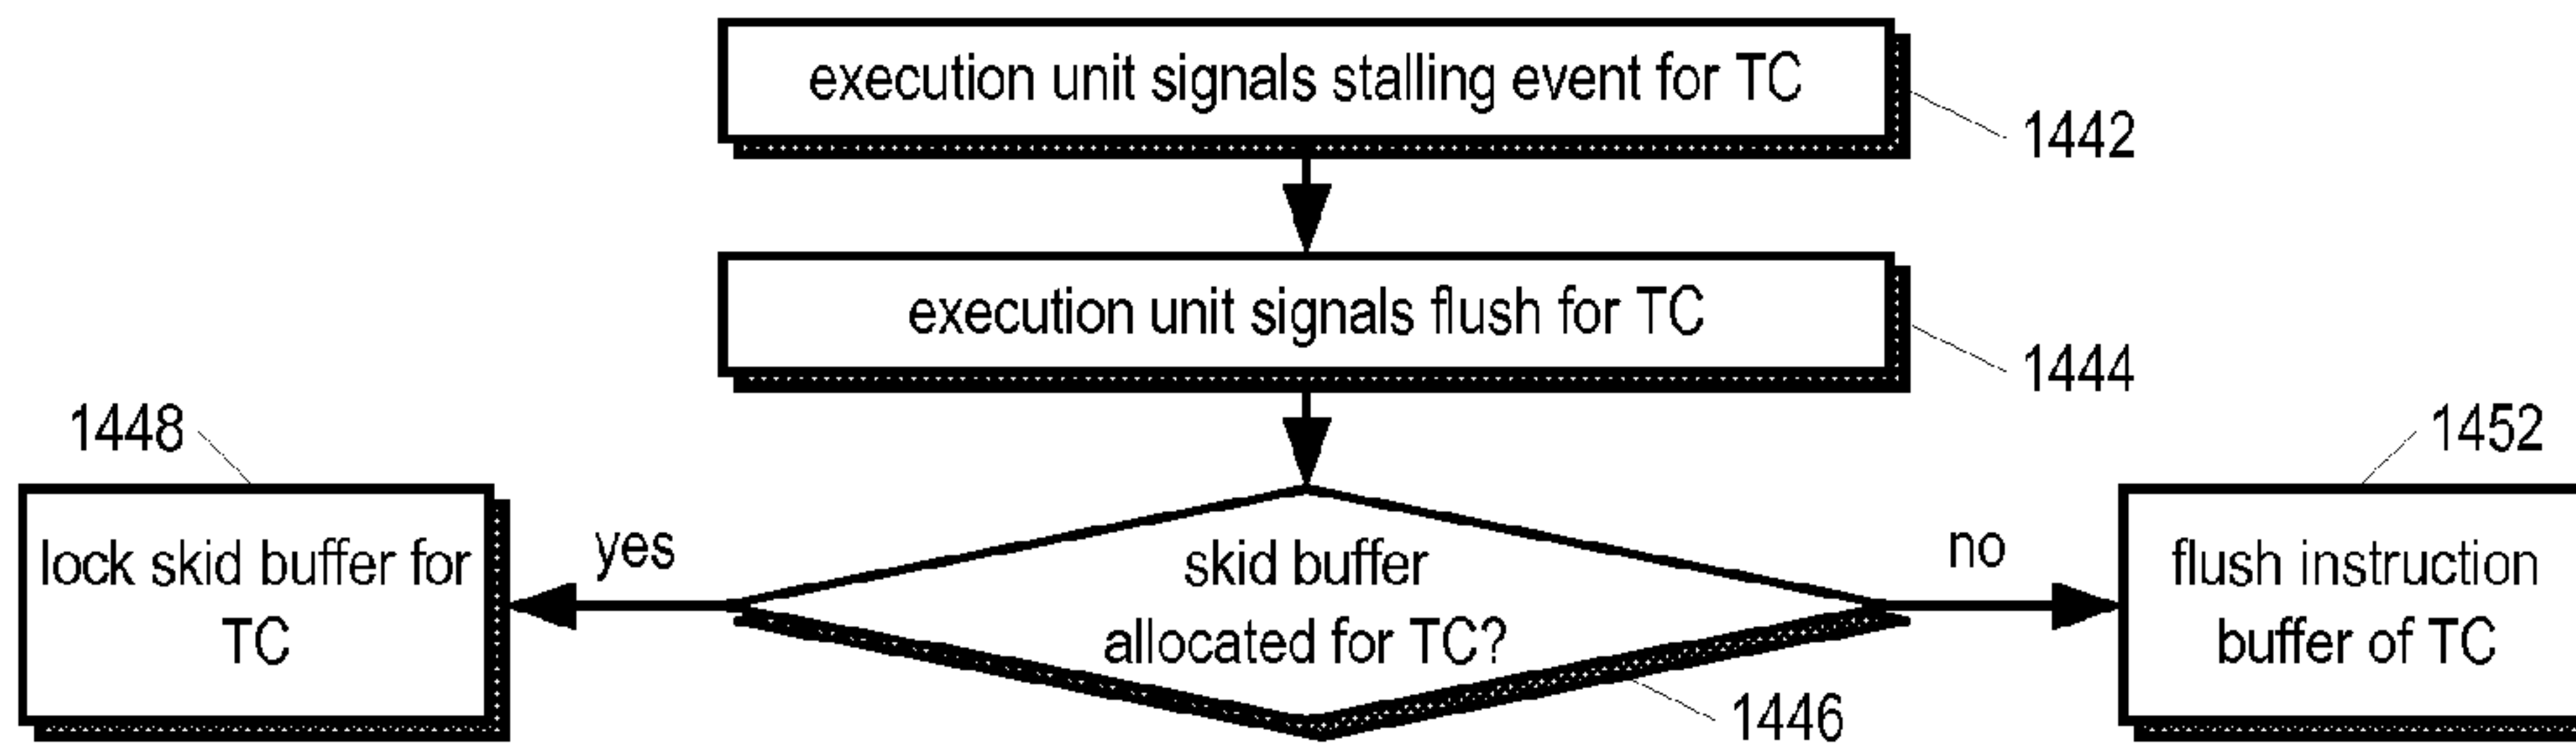 execution unit signals stalling event for TC
1442
execution unit signals flush for TC
1444
1448
1452
lock skid buffer for
TC
yes
skid buffer
allocated for TC?
no
flush instruction
buffer of TC
1446